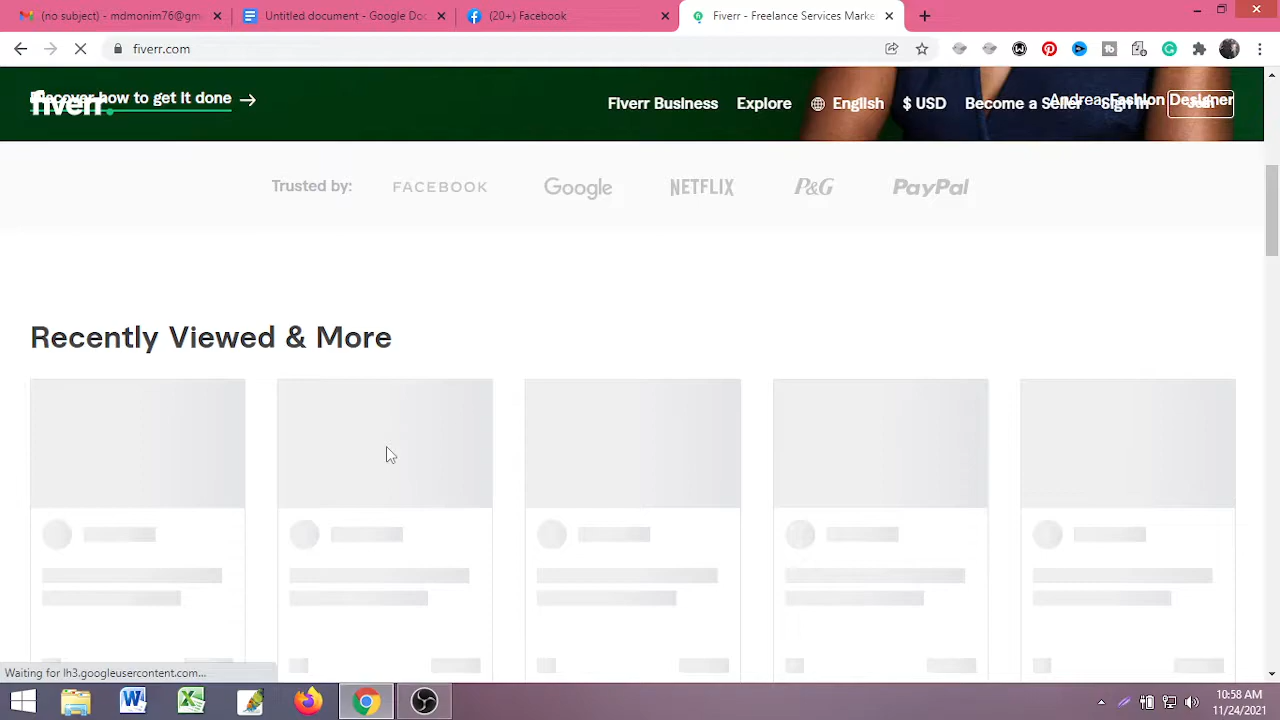 (no subject) - mdmonim76@gm
Untitled document - Google Doc
(20+) Facebook
Fiverr - Freelance Services Marke
fiverr.com
Discover how to get it done →
fiverr.
Fiverr Business
Explore
English
$ USD
Become a Seller
Sign In
Andrea, Fashion Designer
Join
Trusted by:
FACEBOOK
Google
NETFLIX
P&G
PayPal
Recently Viewed & More
Waiting for lh3.googleusercontent.com...
10:58 AM
11/24/2021